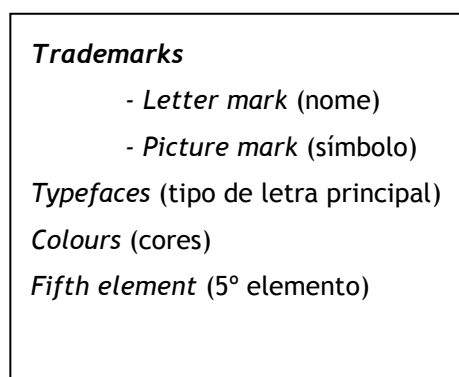 Trademarks
- Letter mark (nome)
- Picture mark (símbolo)
Typefaces (tipo de letra principal)
Colours (cores)
Fifth element (5º elemento)